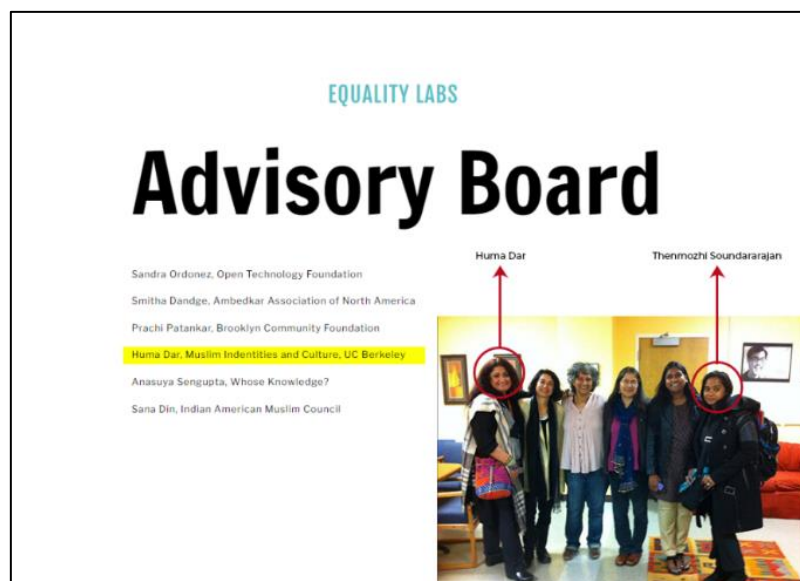 EQUALITY LABS
Advisory Board
Huma Dar
Thenmozhi Soundararajan
Sandra Ordonez, Open Technology Foundation
Smitha Dandge, Ambedkar Association of North America
Prachi Patankar, Brooklyn Community Foundation
Huma Dar, Muslim Indentities and Culture, UC Berkeley
Anasuya Sengupta, Whose Knowledge?
Sana Din, Indian American Muslim Council